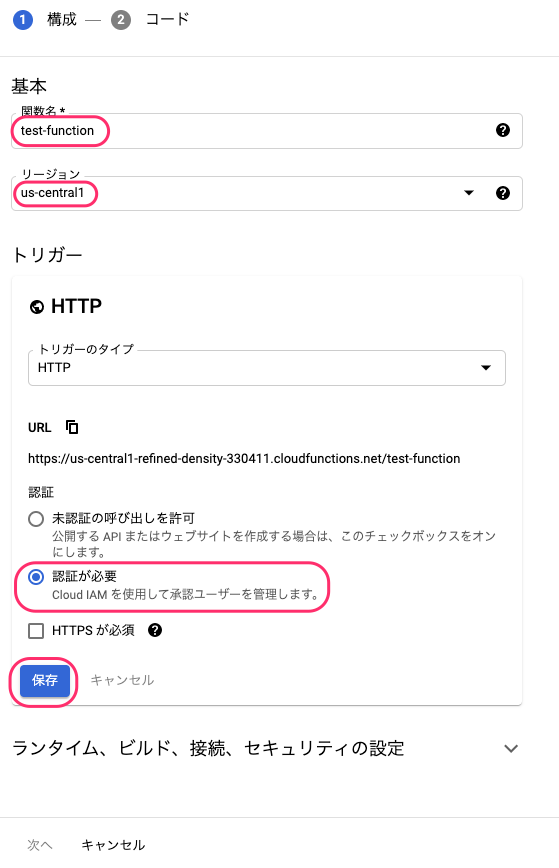 1 構成 — 2 コード
基本
関数名 *
test-function
リージョン
us-central1
トリガー
HTTP
トリガーのタイプ
HTTP
URL
https://us-central1-refined-density-330411.cloudfunctions.net/test-function
認証
未認証の呼び出しを許可
公開する API またはウェブサイトを作成する場合は、このチェックボックスをオン
にします。
認証が必要
Cloud IAM を使用して承認ユーザーを管理します。
HTTPS が必須
保存 キャンセル
ランタイム、ビルド、接続、セキュリティの設定
次へ キャンセル